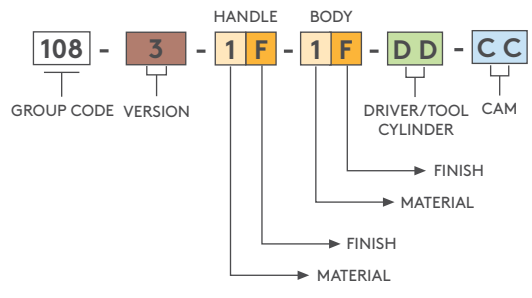 HANDLE BODY
108 - 3 - 1 F - 1 F - D D - C C
GROUP CODE VERSION DRIVER/TOOL CAM
CYLINDER
FINISH
MATERIAL
FINISH
MATERIAL